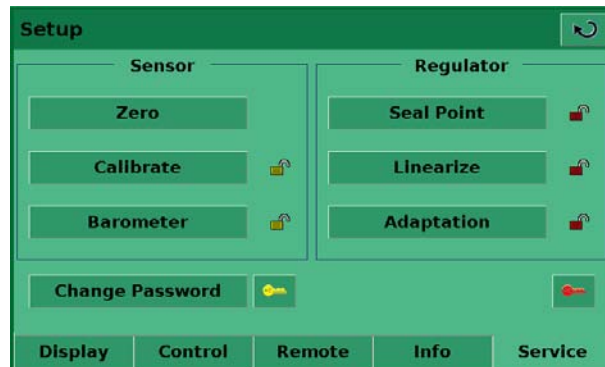 Setup
Sensor
Regulator
Zero
Seal Point
Calibrate
Linearize
Barometer
Adaptation
Change Password
Display
Control
Remote
Info
Service